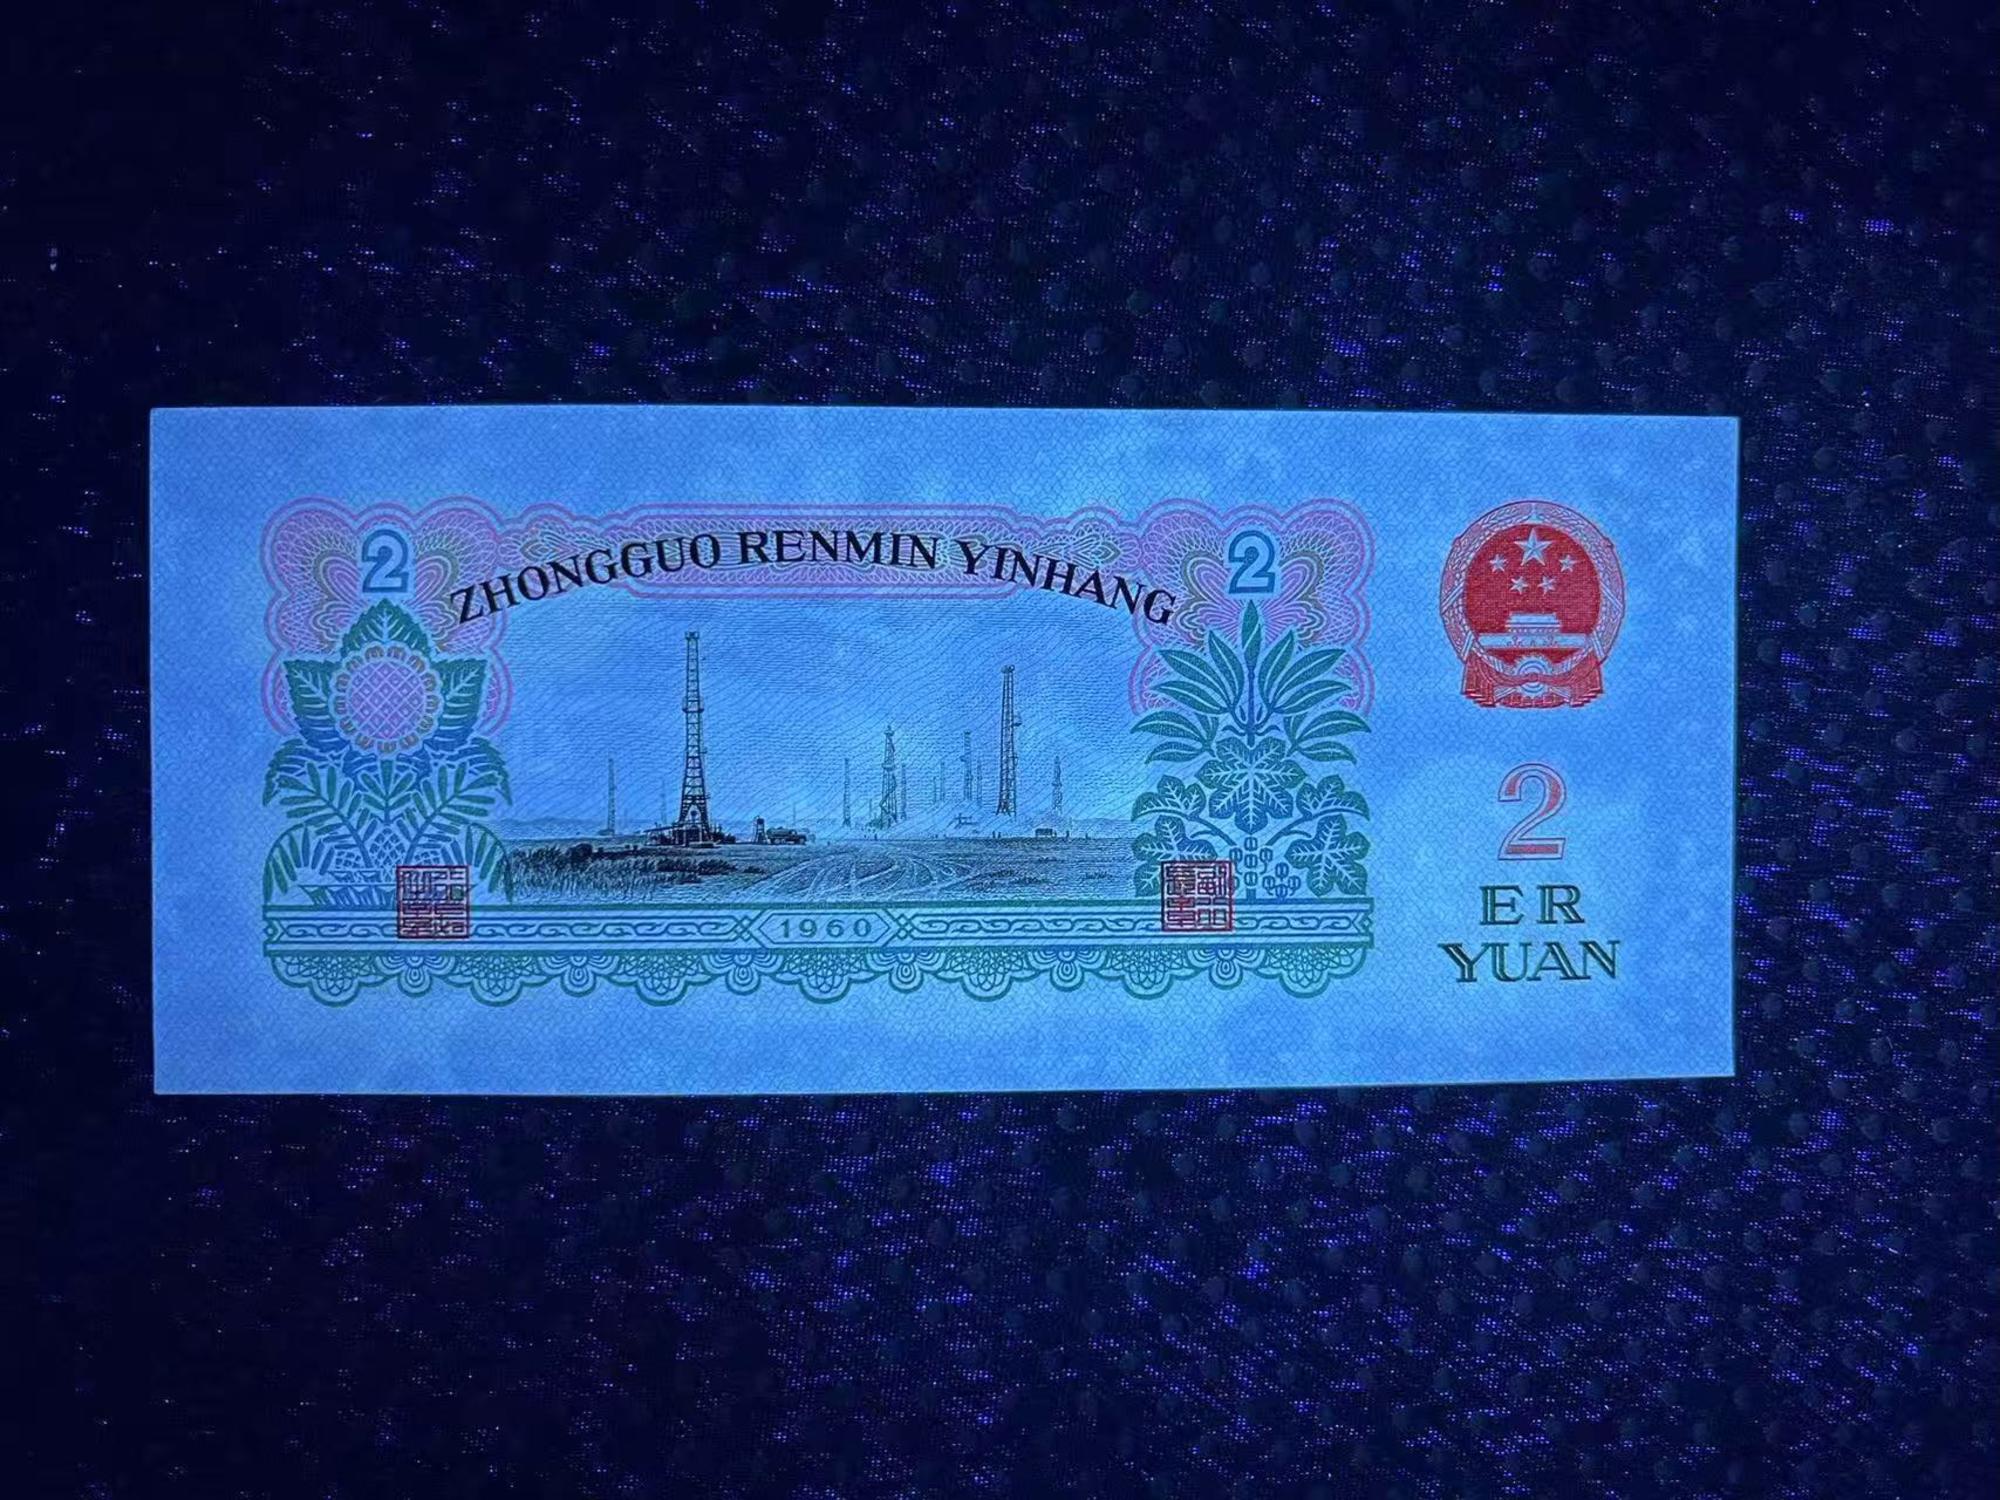 ZHONGGUO RENMIN YINHANG
2
2
1960
2
ER
YUAN